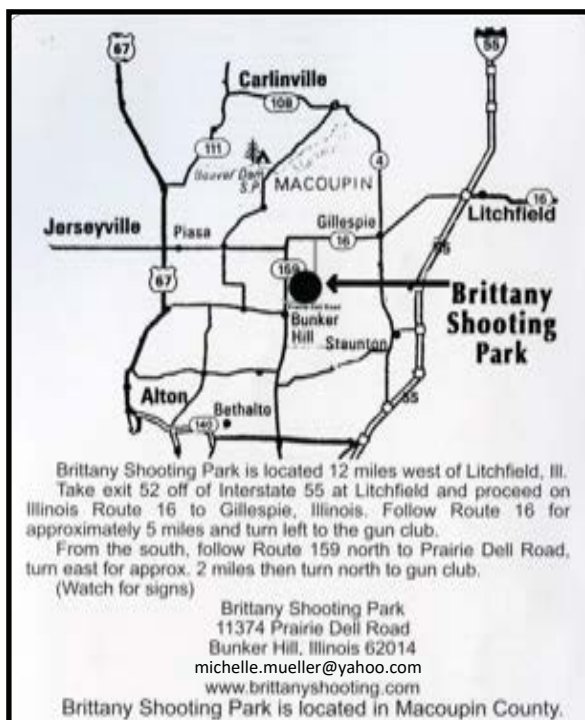 67
55
Carlinville
108
111
Beaver Dam
S.P.
MACOUPIN
4
Gillespie
16
Litchfield
Jerseyville
Piasa
16
55
67
159
Brittany
Shooting
Park
Prairie Dell Road
Bunker
Hill
Staunton
Alton
55
Bethalto
140
Brittany Shooting Park is located 12 miles west of Litchfield, Ill.
Take exit 52 off of Interstate 55 at Litchfield and proceed on
Illinois Route 16 to Gillespie, Illinois. Follow Route 16 for
approximately 5 miles and turn left to the gun club.
From the south, follow Route 159 north to Prairie Dell Road,
turn east for approx. 2 miles then turn north to gun club.
(Watch for signs)
Brittany Shooting Park
11374 Prairie Dell Road
Bunker Hill, Illinois 62014
michelle.mueller@yahoo.com
www.brittanyshooting.com
Brittany Shooting Park is located in Macoupin County.